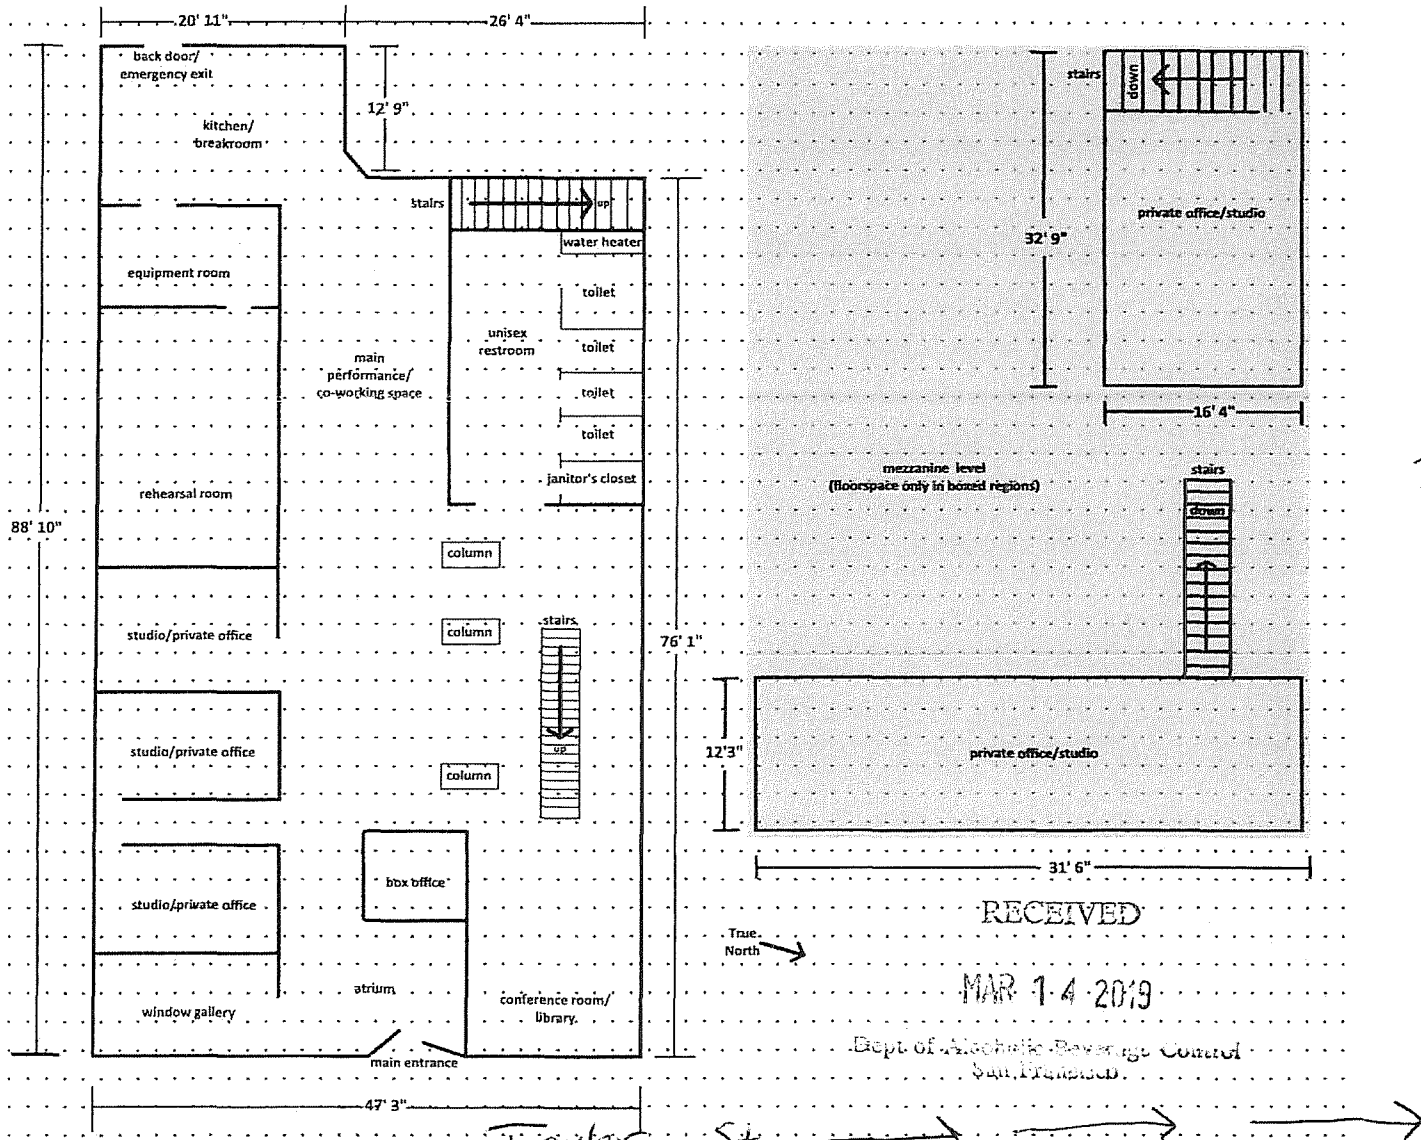 20' 11"
26' 4"
back door/
emergency exit
12' 9"
kitchen/
breakroom
stairs
up
water heater
equipment room
toilet
unisex
restroom
toilet
main
performance/
co-working space
toilet
toilet
janitor's closet
rehearsal room
88' 10"
column
column
stairs
studio/private office
76' 1"
up
studio/private office
column
box office
studio/private office
atrium
window gallery
conference room/
library
main entrance
47' 3"
stairs
down
private office/studio
32' 9"
16' 4"
mezzanine level
(floorspace only in boxed regions)
stairs
down
12'3"
private office/studio
31' 6"
RECEIVED
True
North
MAR 14 2019
Dept of Alcoholic Beverage Control
San Francisco